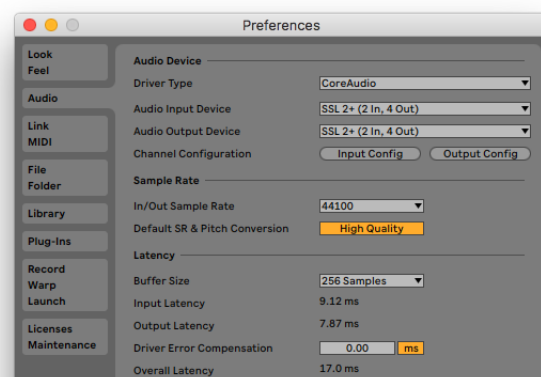 Preferences
Look
Feel
Audio
Link
MIDI
File
Folder
Library
Plug-Ins
Record
Warp
Launch
Licenses
Maintenance
Audio Device
Driver Type CoreAudio
Audio Input Device SSL 2+ (2 In, 4 Out)
Audio Output Device SSL 2+ (2 In, 4 Out)
Channel Configuration Input Config Output Config
Sample Rate
In/Out Sample Rate 44100
Default SR & Pitch Conversion High Quality
Latency
Buffer Size 256 Samples
Input Latency 9.12 ms
Output Latency 7.87 ms
Driver Error Compensation 0.00 ms
Overall Latency 17.0 ms